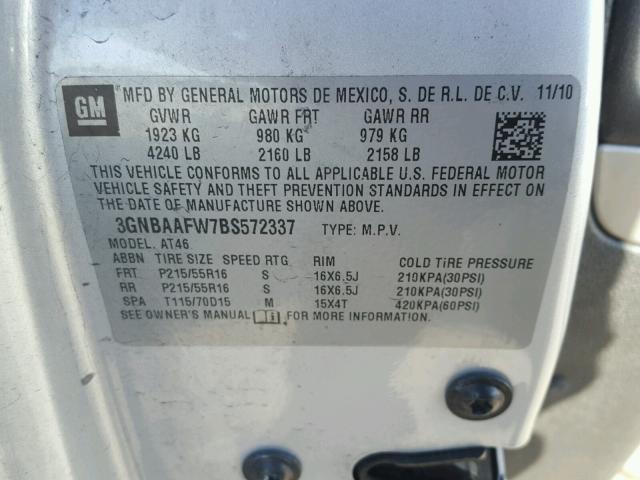 GM MFD BY GENERAL MOTORS DE MEXICO, S. DE R.L. DE C.V. 11/10
GVWR GAWR FRT GAWR RR
1923 KG 980 KG 979 KG
4240 LB 2160 LB 2158 LB
THIS VEHICLE CONFORMS TO ALL APPLICABLE U.S. FEDERAL MOTOR
VEHICLE SAFETY AND THEFT PREVENTION STANDARDS IN EFFECT ON
THE DATE OF MANUFACTURE SHOWN ABOVE.
3GNBAAFW7BS572337 TYPE: M.P.V.
MODEL: AT46
ABBN TIRE SIZE SPEED RTG RIM COLD TIRE PRESSURE
FRT P215/55R16 S 16X6.5J 210KPA(30PSI)
RR P215/55R16 S 16X6.5J 210KPA(30PSI)
SPA T115/70D15 M 15X4T 420KPA(60PSI)
SEE OWNER'S MANUAL FOR MORE INFORMATION.